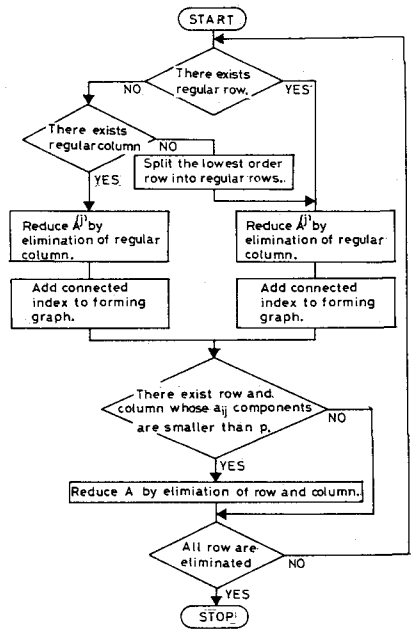 START
There exists
regular row.
NO
YES
There exists
regular column
NO
Split the lowest order
row into regular rows.
YES
Reduce A(j) by
elimination of regular
column.
Reduce A(j) by
elimination of regular
column.
Add connected
index to forming
graph.
Add connected
index to forming
graph.
There exist row and
column whose aij components
are smaller than p.
NO
YES
Reduce A by elimiation of row and column.
All row are
eliminated
NO
YES
STOP